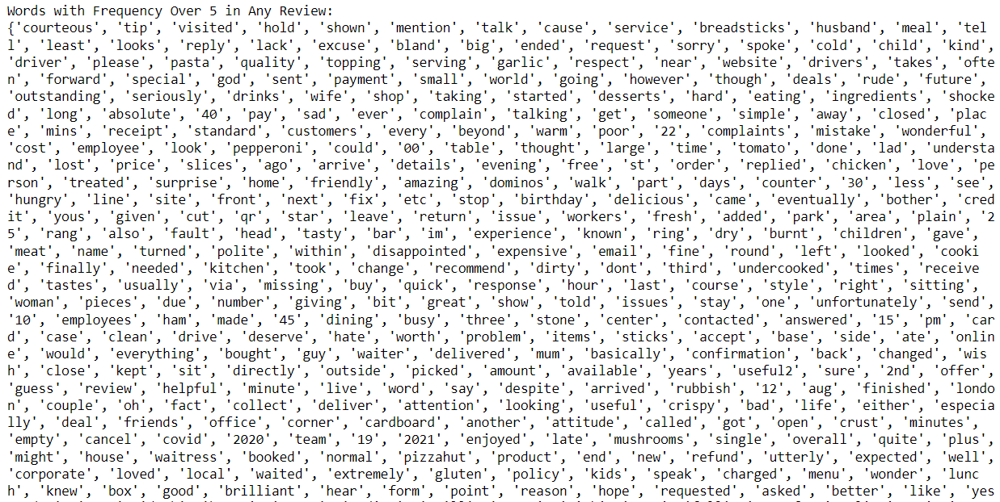 Words with Frequency Over 5 in Any Review:
{'courteous', 'tip', 'visited', 'hold', 'shown', 'mention', 'talk', 'cause', 'service', 'breadsticks', 'husband', 'meal', 'tel
l', 'least', 'looks', 'reply', 'lack', 'excuse', 'bland', 'big', 'ended', 'request', 'sorry', 'spoke', 'cold', 'child', 'kind',
'driver', 'please', 'pasta', 'quality', 'topping', 'serving', 'garlic', 'respect', 'near', 'website', 'drivers', 'takes', 'ofte
n', 'forward', 'special', 'god', 'sent', 'payment', 'small', 'world', 'going', 'however', 'though', 'deals', 'rude', 'future',
'outstanding', 'seriously', 'drinks', 'wife', 'shop', 'taking', 'started', 'desserts', 'hard', 'eating', 'ingredients', 'shocke
d', 'long', 'absolute', '40', 'pay', 'sad', 'ever', 'complain', 'talking', 'get', 'someone', 'simple', 'away', 'closed', 'plac
e', 'mins', 'receipt', 'standard', 'customers', 'every', 'beyond', 'warm', 'poor', '22', 'complaints', 'mistake', 'wonderful',
'cost', 'employee', 'look', 'pepperoni', 'could', '00', 'table', 'thought', 'large', 'time', 'tomato', 'done', 'lad', 'understa
nd', 'lost', 'price', 'slices', 'ago', 'arrive', 'details', 'evening', 'free', 'st', 'order', 'replied', 'chicken', 'love', 'pe
rson', 'treated', 'surprise', 'home', 'friendly', 'amazing', 'dominos', 'walk', 'part', 'days', 'counter', '30', 'less', 'see',
'hungry', 'line', 'site', 'front', 'next', 'fix', 'etc', 'stop', 'birthday', 'delicious', 'came', 'eventually', 'bother', 'cred
it', 'yous', 'given', 'cut', 'qr', 'star', 'leave', 'return', 'issue', 'workers', 'fresh', 'added', 'park', 'area', 'plain', '2
5', 'rang', 'also', 'fault', 'head', 'tasty', 'bar', 'im', 'experience', 'known', 'ring', 'dry', 'burnt', 'children', 'gave',
'meat', 'name', 'turned', 'polite', 'within', 'disappointed', 'expensive', 'email', 'fine', 'round', 'left', 'looked', 'cooki
e', 'finally', 'needed', 'kitchen', 'took', 'change', 'recommend', 'dirty', 'dont', 'third', 'undercooked', 'times', 'receive
d', 'tastes', 'usually', 'via', 'missing', 'buy', 'quick', 'response', 'hour', 'last', 'course', 'style', 'right', 'sitting',
'woman', 'pieces', 'due', 'number', 'giving', 'bit', 'great', 'show', 'told', 'issues', 'stay', 'one', 'unfortunately', 'send',
'10', 'employees', 'ham', 'made', '45', 'dining', 'busy', 'three', 'stone', 'center', 'contacted', 'answered', '15', 'pm', 'car
d', 'case', 'clean', 'drive', 'deserve', 'hate', 'worth', 'problem', 'items', 'sticks', 'accept', 'base', 'side', 'ate', 'onlin
e', 'would', 'everything', 'bought', 'guy', 'waiter', 'delivered', 'mum', 'basically', 'confirmation', 'back', 'changed', 'wis
h', 'close', 'kept', 'sit', 'directly', 'outside', 'picked', 'amount', 'available', 'years', 'useful2', 'sure', '2nd', 'offer',
'guess', 'review', 'helpful', 'minute', 'live', 'word', 'say', 'despite', 'arrived', 'rubbish', '12', 'aug', 'finished', 'londo
n', 'couple', 'oh', 'fact', 'collect', 'deliver', 'attention', 'looking', 'useful', 'crispy', 'bad', 'life', 'either', 'especia
lly', 'deal', 'friends', 'office', 'corner', 'cardboard', 'another', 'attitude', 'called', 'got', 'open', 'crust', 'minutes',
'empty', 'cancel', 'covid', '2020', 'team', '19', '2021', 'enjoyed', 'late', 'mushrooms', 'single', 'overall', 'quite', 'plus',
'might', 'house', 'waitress', 'booked', 'normal', 'pizzahut', 'product', 'end', 'new', 'refund', 'utterly', 'expected', 'well',
'corporate', 'loved', 'local', 'waited', 'extremely', 'gluten', 'policy', 'kids', 'speak', 'charged', 'menu', 'wonder', 'lunc
h', 'knew', 'box', 'good', 'brilliant', 'hear', 'form', 'point', 'reason', 'hope', 'requested', 'asked', 'better', 'like', 'yes